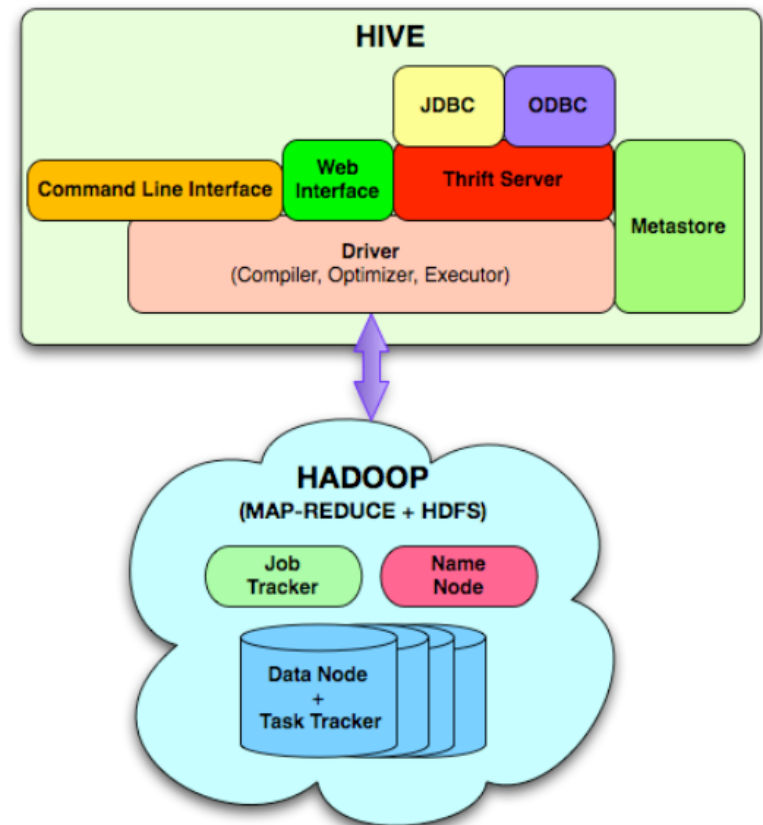 HIVE
JDBC
ODBC
Command Line Interface
Web
Interface
Thrift Server
Metastore
Driver
(Compiler, Optimizer, Executor)
HADOOP
(MAP-REDUCE + HDFS)
Job
Tracker
Name
Node
Data Node
+
Task Tracker